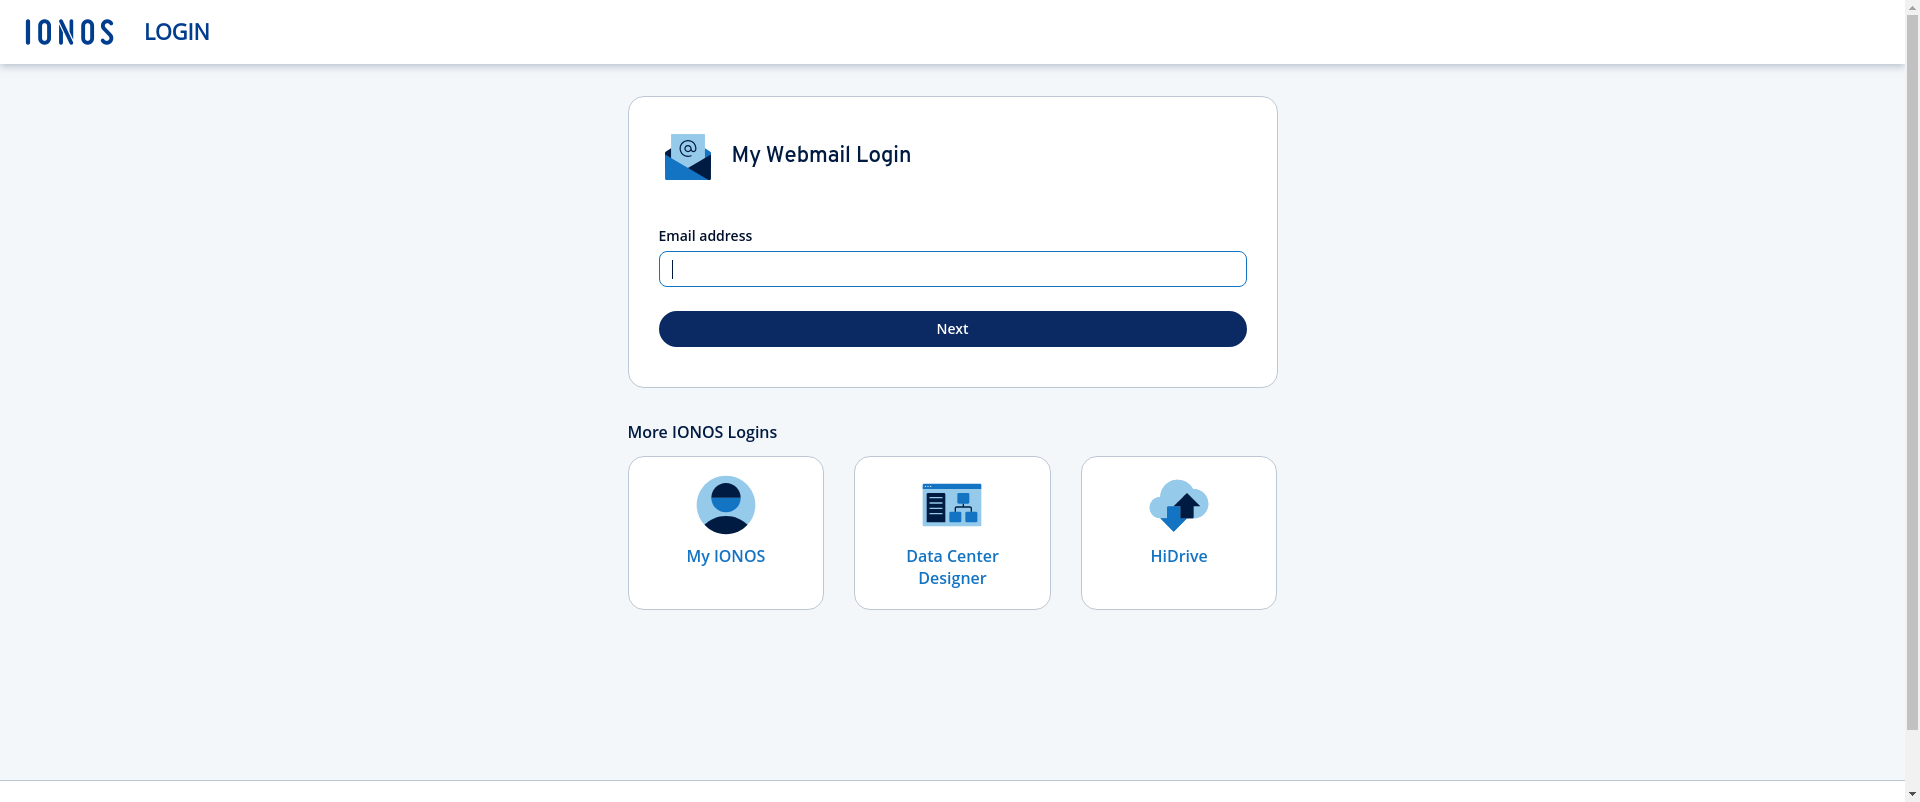 IONOS LOGIN
@
My Webmail Login
Email address
Next
More IONOS Logins
My IONOS
Data Center
Designer
HiDrive